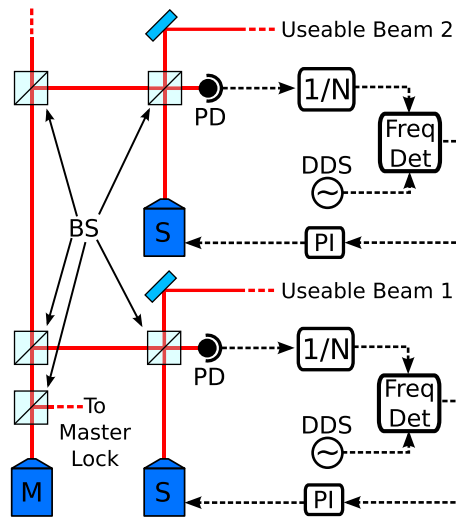 Useable Beam 2
1/N
PD
Freq
Det
DDS
~
BS
S
PI
Useable Beam 1
1/N
PD
Freq
Det
To
Master
Lock
DDS
~
M
S
PI